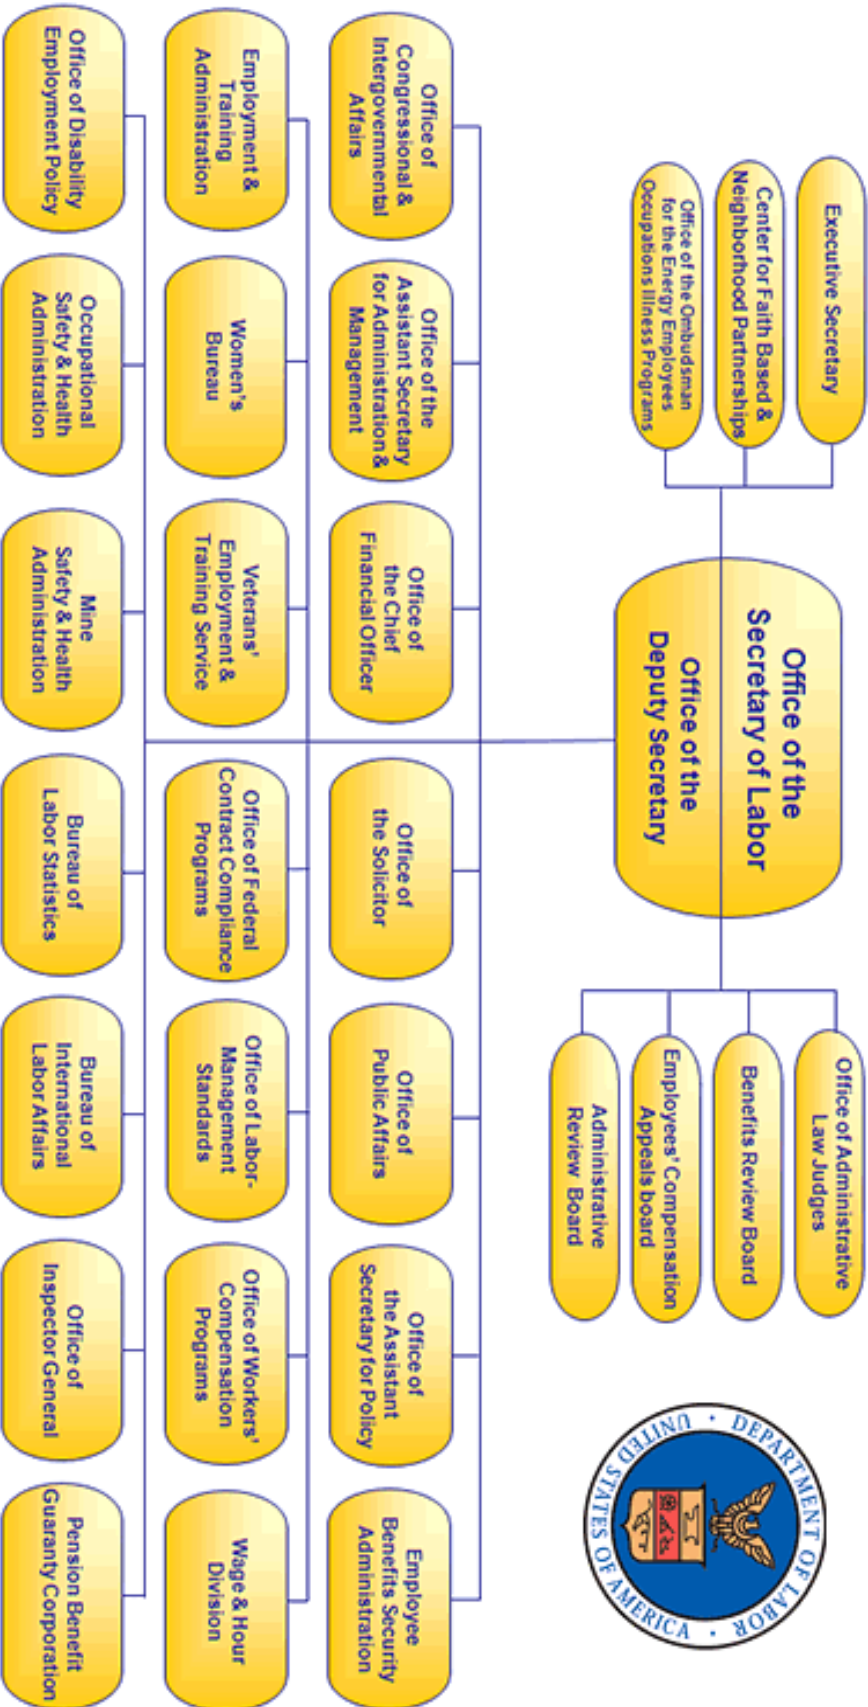 Executive Secretary
Center for Faith Based &
Neighborhood Partnerships
Office of the Ombudsman
for the Energy Employees
Occupations Illness Programs
Office of the
Secretary of Labor
Office of the
Deputy Secretary
Office of Administrative
Law Judges
Benefits Review Board
Employees' Compensation
Appeals board
Administrative
Review Board
DEPARTMENT OF LABOR
UNITED STATES OF AMERICA
Office of
Congressional &
Intergovernmental
Affairs
Office of the
Assistant Secretary
for Administration &
Management
Office of
the Chief
Financial Officer
Office of
the Solicitor
Office of
Public Affairs
Office of
the Assistant
Secretary for Policy
Employee
Benefits Security
Administration
Employment &
Training
Administration
Women's
Bureau
Veterans'
Employment &
Training Service
Office of Federal
Contract Compliance
Programs
Office of Labor-
Management
Standards
Office of Workers'
Compensation
Programs
Wage & Hour
Division
Office of Disability
Employment Policy
Occupational
Safety & Health
Administration
Mine
Safety & Health
Administration
Bureau of
Labor Statistics
Bureau of
International
Labor Affairs
Office of
Inspector General
Pension Benefit
Guaranty Corporation